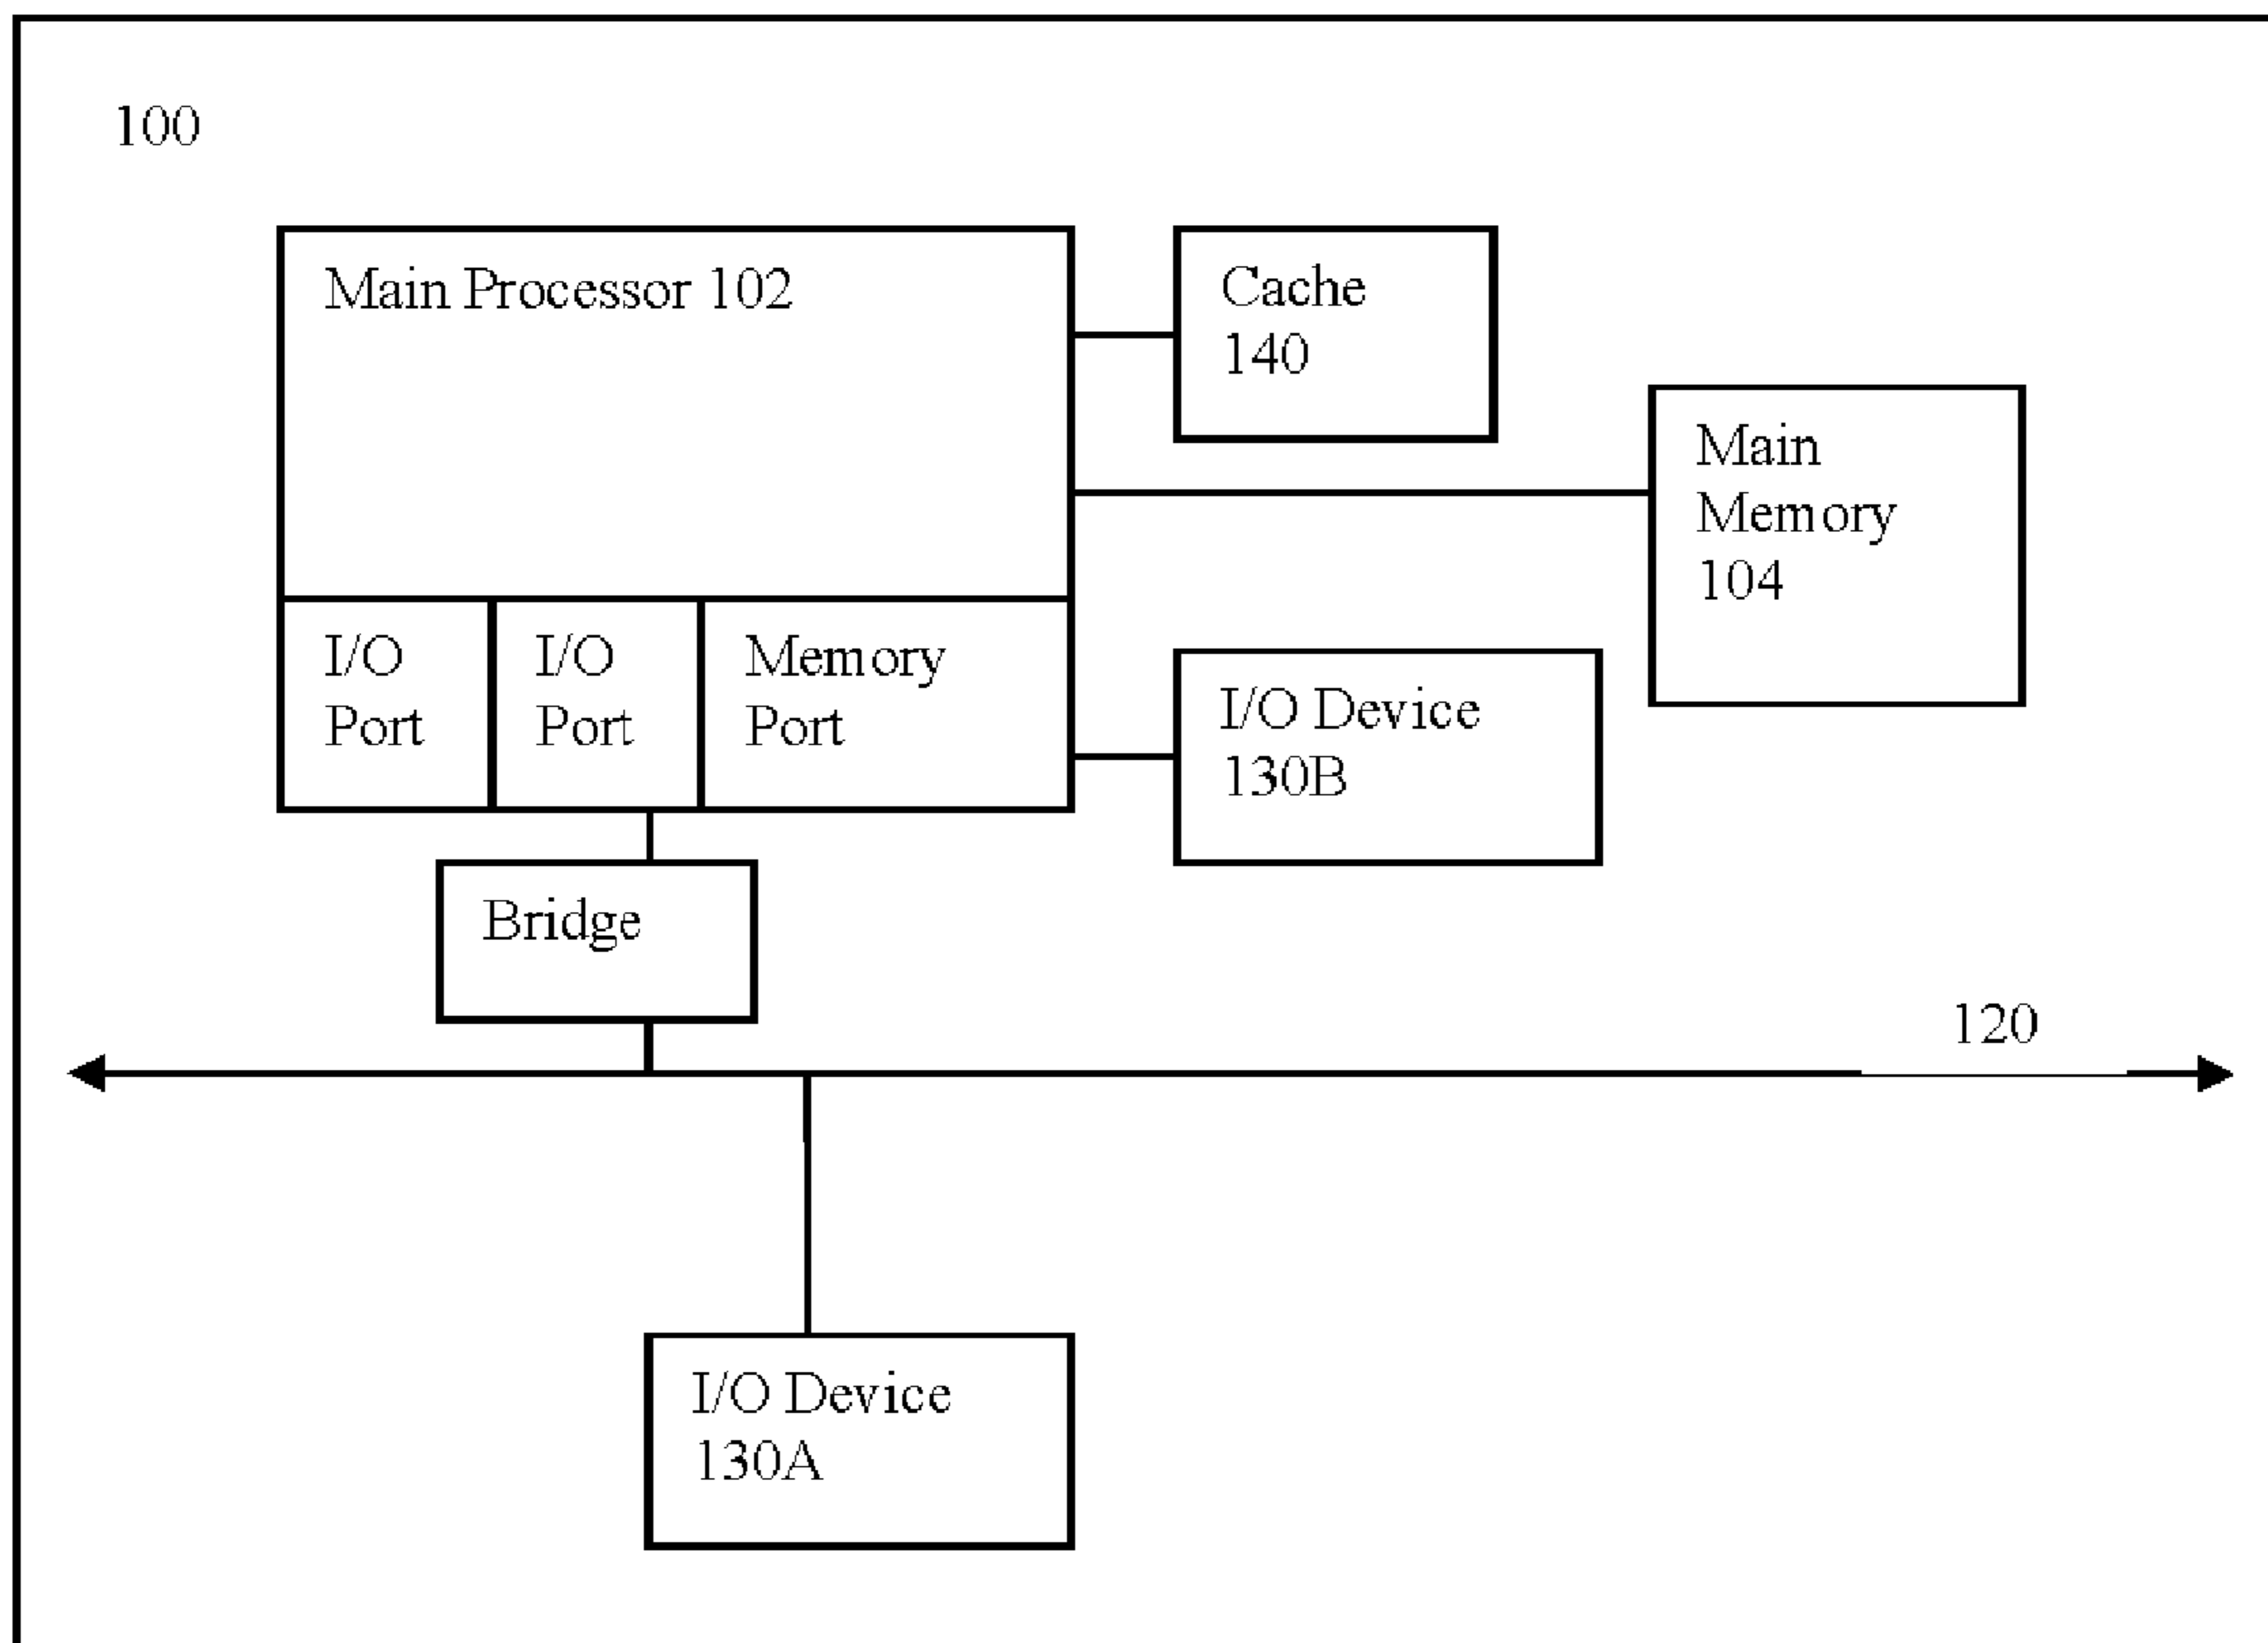 100
Main Processor 102
Cache
140
Main
Memory
104
I/O
Port
I/O
Port
Memory
Port
I/O Device
130B
Bridge
120
I/O Device
130A